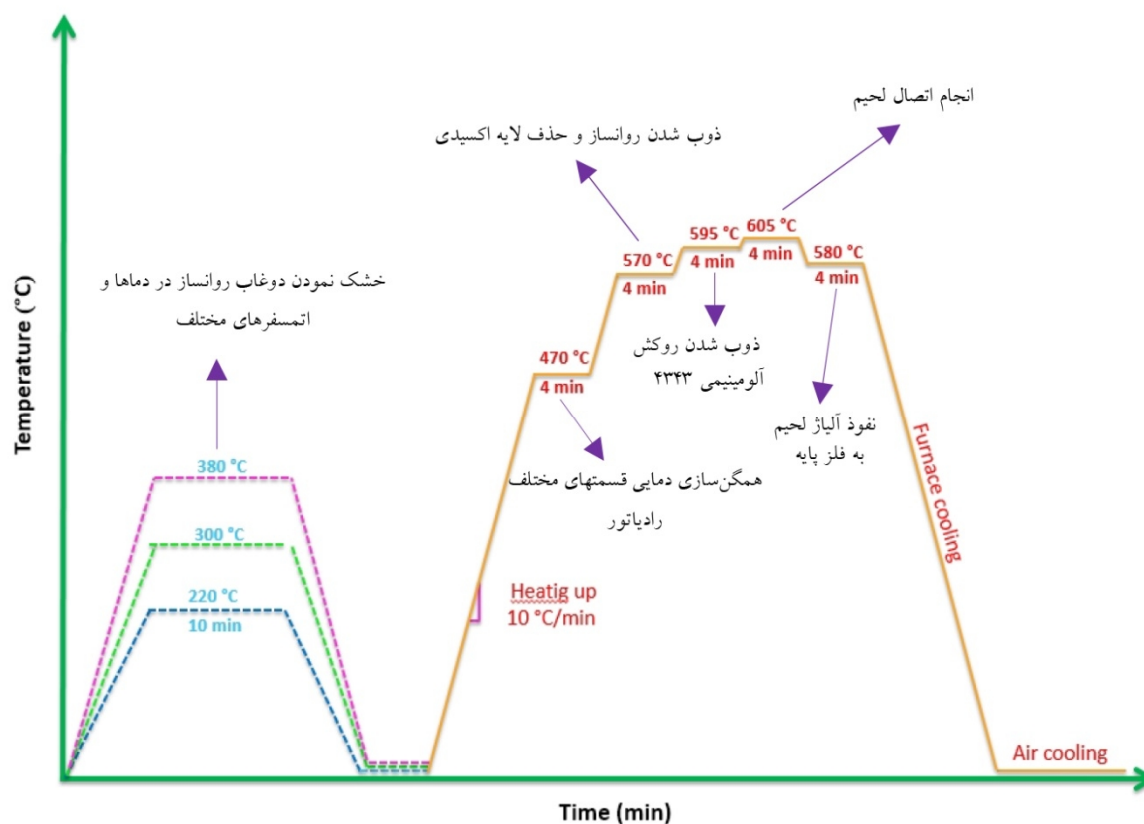 انجام اتصال لحیم
ذوب شدن روانساز و حذف لایه اکسیدی
605 °C
595 °C
4 min
570 °C
4 min
4 min
580 °C
4 min
خشک نمودن دوغاب روانساز در دماها و
اتمسفرهای مختلف
ذوب شدن روکش
آلومینیمی ۴۳۴۳
470 °C
4 min
نفوذ آلیاژ لحیم
به فلز پایه
380 °C
همگن‌سازی دمایی قسمتهای مختلف
رادیاتور
300 °C
220 °C
10 min
Heatig up
10 °C/min
Furnace cooling
Air cooling
Temperature (°C)
Time (min)